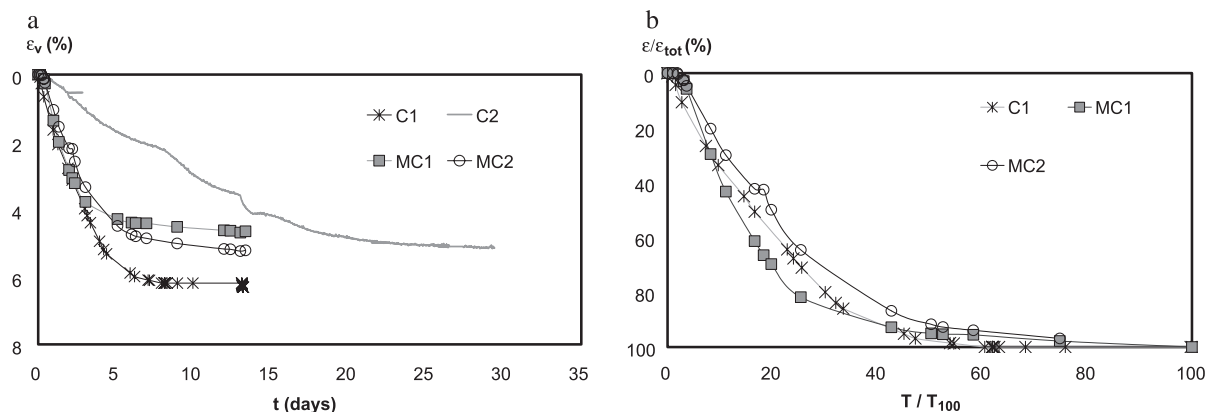 a
εv (%)
0
2
4
6
8
0 5 10 15 20 25 30 35
t (days)
C1 C2
MC1 MC2
b
ε/εtot (%)
0
20
40
60
80
100
0 20 40 60 80 100
T / T100
C1 MC1
MC2